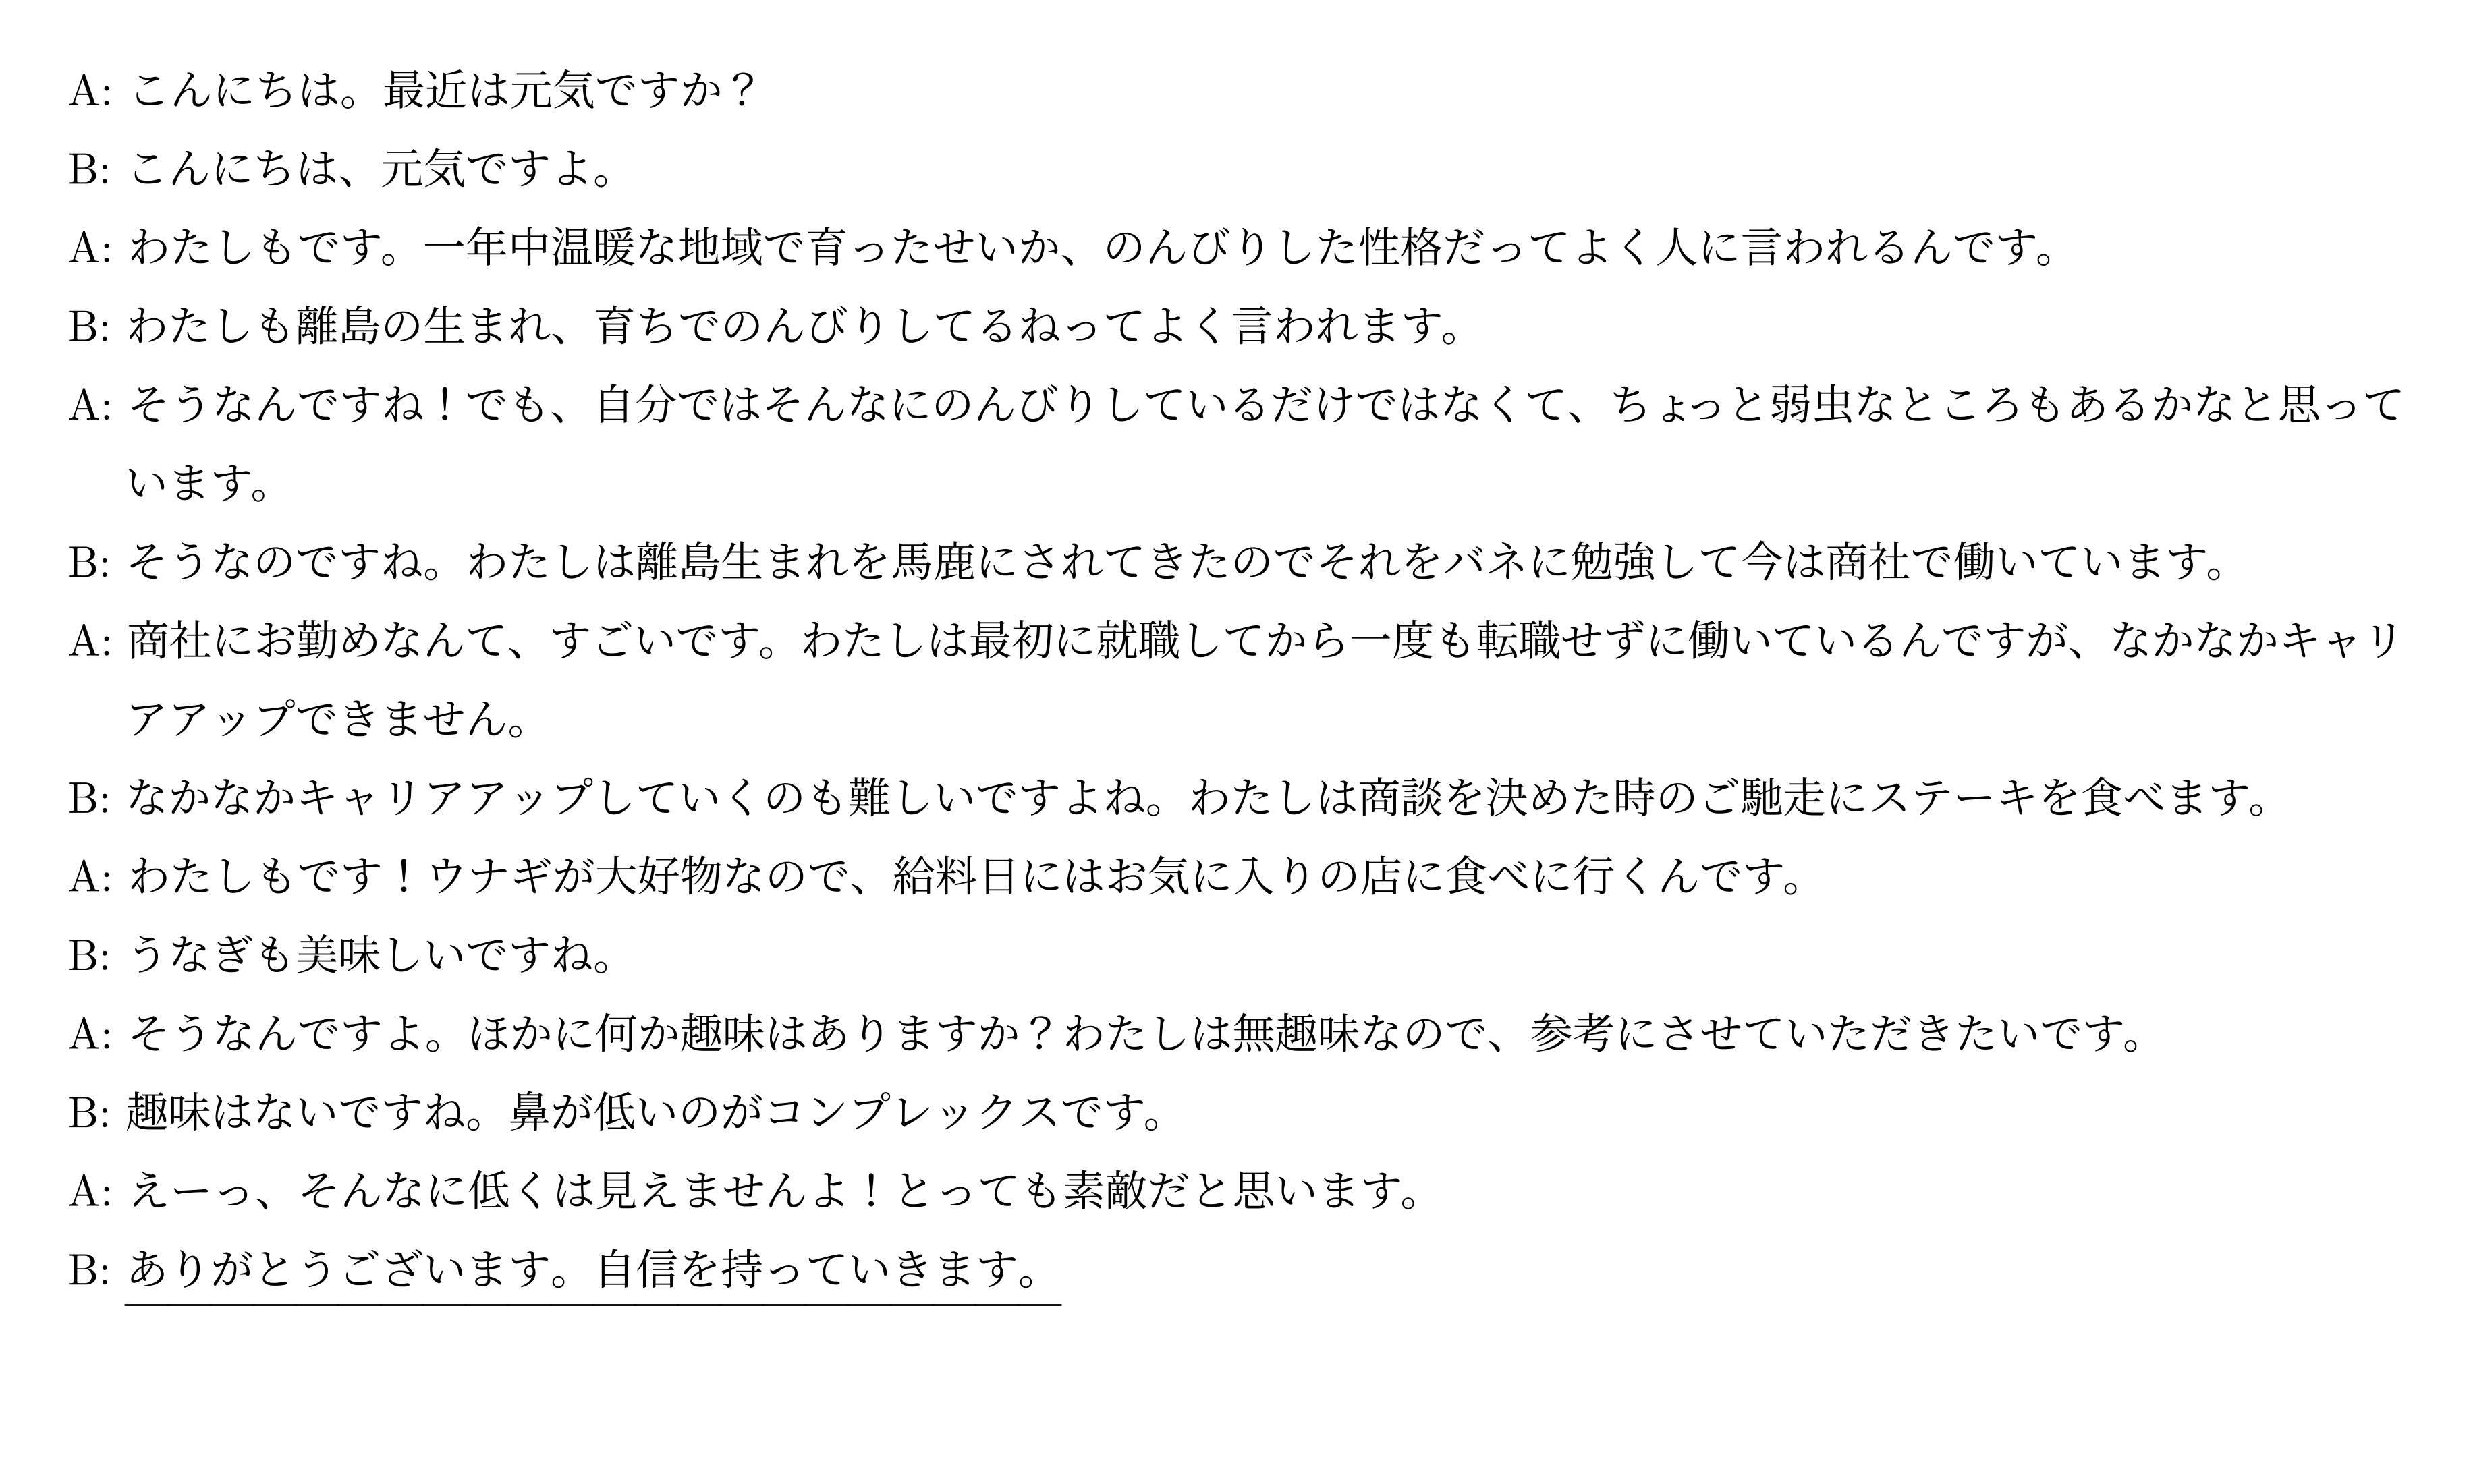 A: こんにちは。最近は元気ですか？
B: こんにちは、元気ですよ。
A: わたしもです。一年中温暖な地域で育ったせいか、のんびりした性格だってよく人に言われるんです。
B: わたしも離島の生まれ、育ちでのんびりしてるねってよく言われます。
A: そうなんですね！でも、自分ではそんなにのんびりしているだけではなくて、ちょっと弱虫なところもあるかなと思って
います。
B: そうなのですね。わたしは離島生まれを馬鹿にされてきたのでそれをバネに勉強して今は商社で働いています。
A: 商社にお勤めなんて、すごいです。わたしは最初に就職してから一度も転職せずに働いているんですが、なかなかキャリ
アアップできません。
B: なかなかキャリアアップしていくのも難しいですよね。わたしは商談を決めた時のご馳走にステーキを食べます。
A: わたしもです！ウナギが大好物なので、給料日にはお気に入りの店に食べに行くんです。
B: うなぎも美味しいですね。
A: そうなんですよ。ほかに何か趣味はありますか？わたしは無趣味なので、参考にさせていただきたいです。
B: 趣味はないですね。鼻が低いのがコンプレックスです。
A: えーっ、そんなに低くは見えませんよ！とっても素敵だと思います。
B: ありがとうございます。自信を持っていきます。